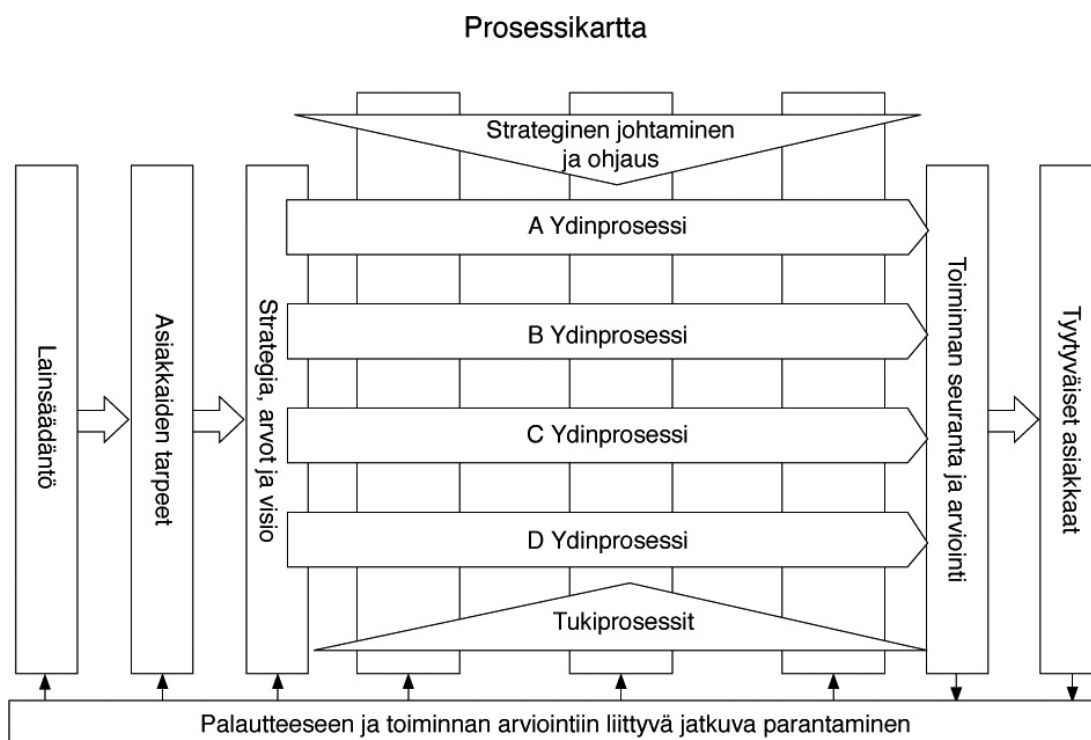 Prosessikartta
Strateginen johtaminen
ja ohjaus
Lainsäädäntö
Asiakkaiden tarpeet
Strategia, arvot ja visio
A Ydinprosessi
B Ydinprosessi
C Ydinprosessi
D Ydinprosessi
Tukiprosessit
Toiminnan seuranta ja arviointi
Tyytyväiset asiakkaat
Palautteeseen ja toiminnan arviointiin liittyvä jatkuva parantaminen